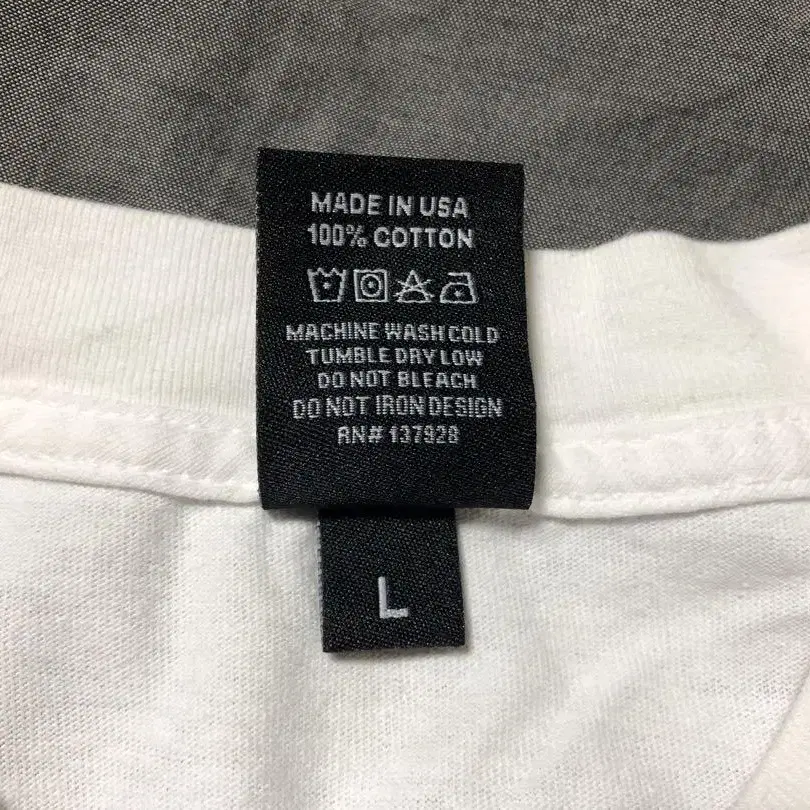 MADE IN USA
100% COTTON
MACHINE WASH COLD
TUMBLE DRY LOW
DO NOT BLEACH
DO NOT IRON DESIGN
RN# 137928
L